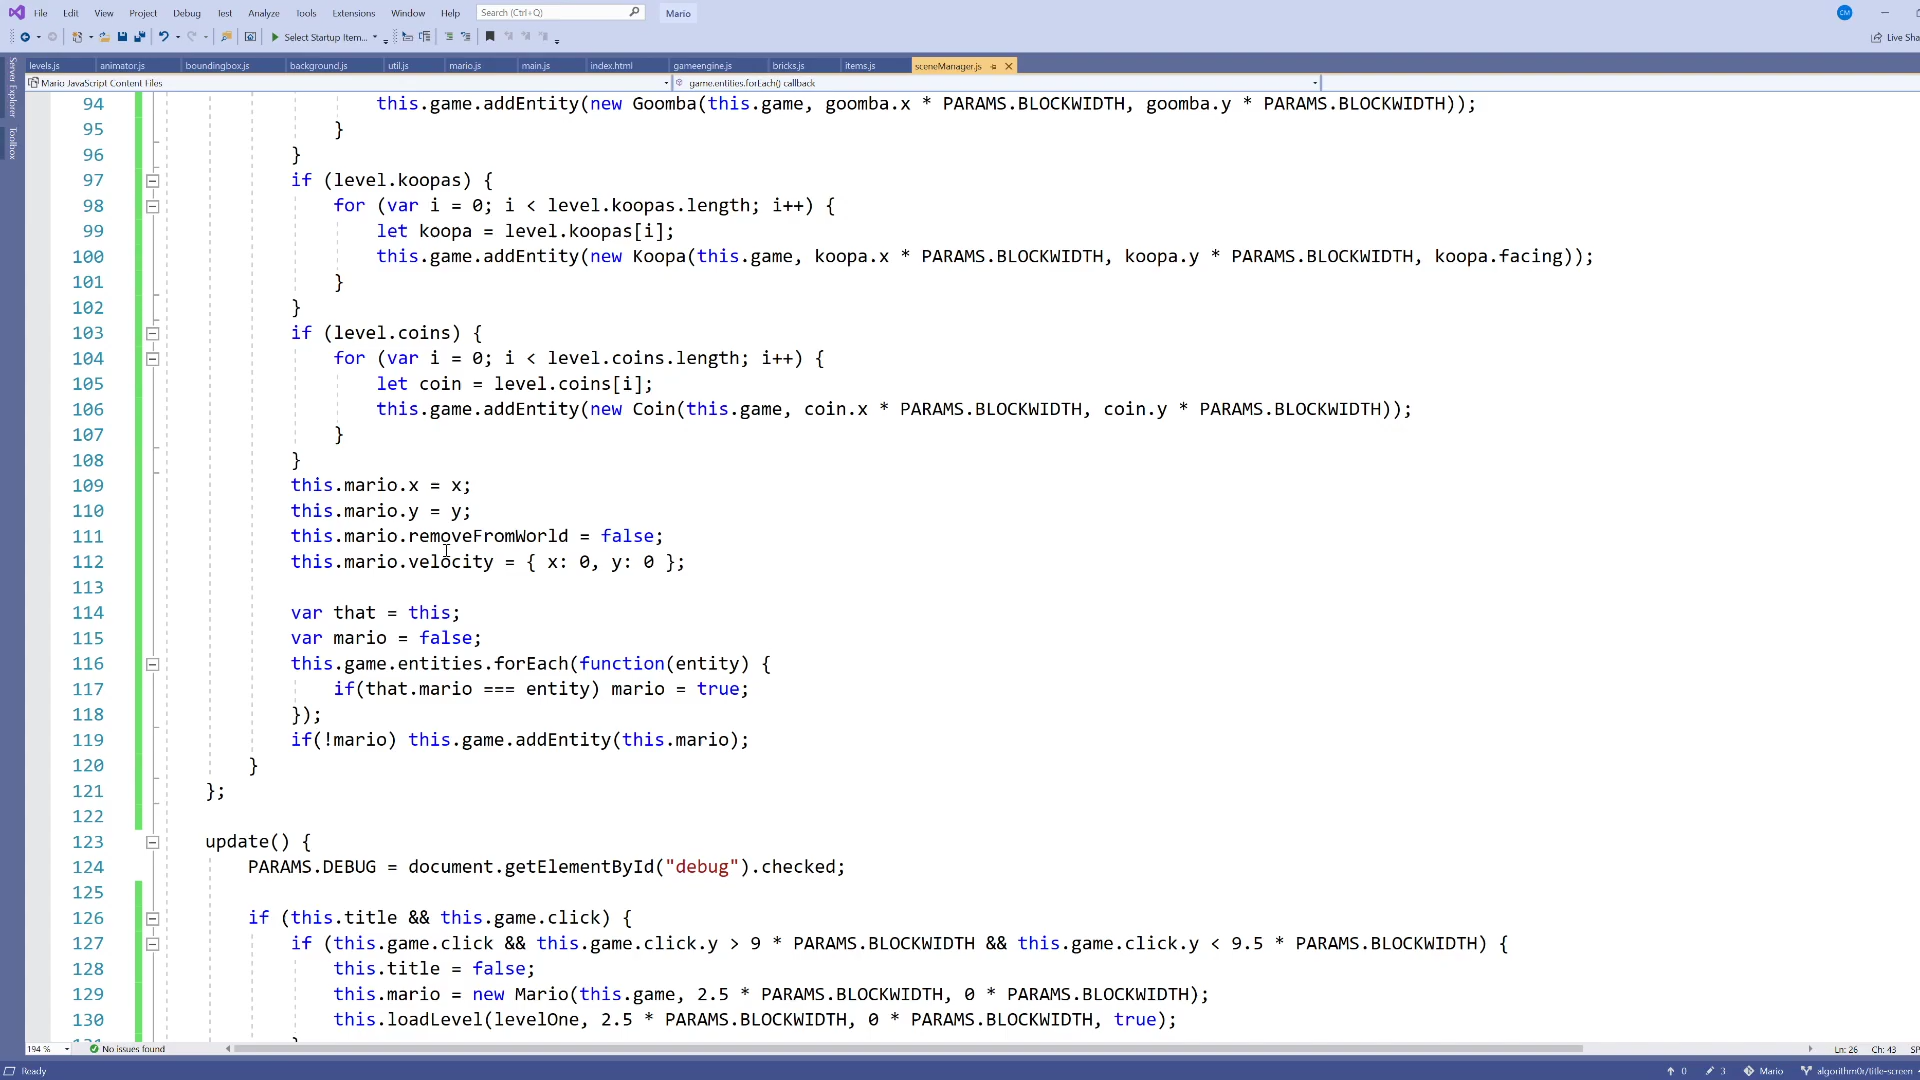 File Edit View Project Debug Test Analyze Tools Extensions Window Help Search (Ctrl+Q) Mario CM
Select Startup Item... Live Sha
levels.js animator.js boundingbox.js background.js util.js mario.js main.js index.html gameengine.js bricks.js items.js sceneManager.js
Mario JavaScript Content Files game.entities.forEach() callback
Server Explorer
Toolbox
94 this.game.addEntity(new Goomba(this.game, goomba.x * PARAMS.BLOCKWIDTH, goomba.y * PARAMS.BLOCKWIDTH));
95 }
96 }
97 if (level.koopas) {
98 for (var i = 0; i < level.koopas.length; i++) {
99 let koopa = level.koopas[i];
100 this.game.addEntity(new Koopa(this.game, koopa.x * PARAMS.BLOCKWIDTH, koopa.y * PARAMS.BLOCKWIDTH, koopa.facing));
101 }
102 }
103 if (level.coins) {
104 for (var i = 0; i < level.coins.length; i++) {
105 let coin = level.coins[i];
106 this.game.addEntity(new Coin(this.game, coin.x * PARAMS.BLOCKWIDTH, coin.y * PARAMS.BLOCKWIDTH));
107 }
108 }
109 this.mario.x = x;
110 this.mario.y = y;
111 this.mario.removeFromWorld = false;
112 this.mario.velocity = { x: 0, y: 0 };
113
114 var that = this;
115 var mario = false;
116 this.game.entities.forEach(function(entity) {
117 if(that.mario === entity) mario = true;
118 });
119 if(!mario) this.game.addEntity(this.mario);
120 }
121 };
122
123 update() {
124 PARAMS.DEBUG = document.getElementById("debug").checked;
125
126 if (this.title && this.game.click) {
127 if (this.game.click && this.game.click.y > 9 * PARAMS.BLOCKWIDTH && this.game.click.y < 9.5 * PARAMS.BLOCKWIDTH) {
128 this.title = false;
129 this.mario = new Mario(this.game, 2.5 * PARAMS.BLOCKWIDTH, 0 * PARAMS.BLOCKWIDTH);
130 this.loadLevel(levelOne, 2.5 * PARAMS.BLOCKWIDTH, 0 * PARAMS.BLOCKWIDTH, true);
194 % No issues found Ln: 26 Ch: 43 SP
Ready 0 3 Mario algorithm0r/title-screen